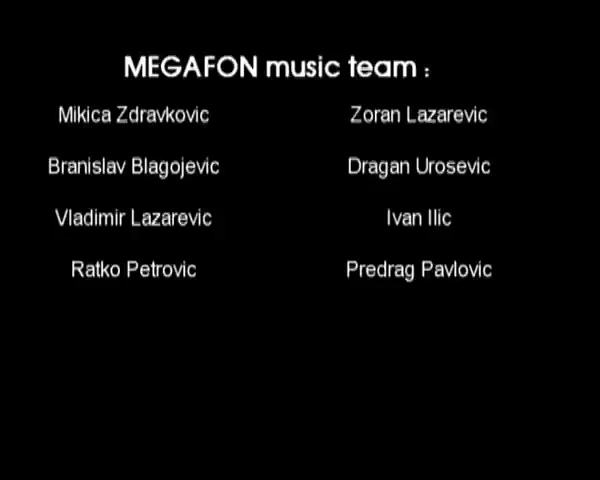 MEGAFON music team :
Mikica Zdravkovic Zoran Lazarevic
Branislav Blagojevic Dragan Urosevic
Vladimir Lazarevic Ivan Ilic
Ratko Petrovic Predrag Pavlovic